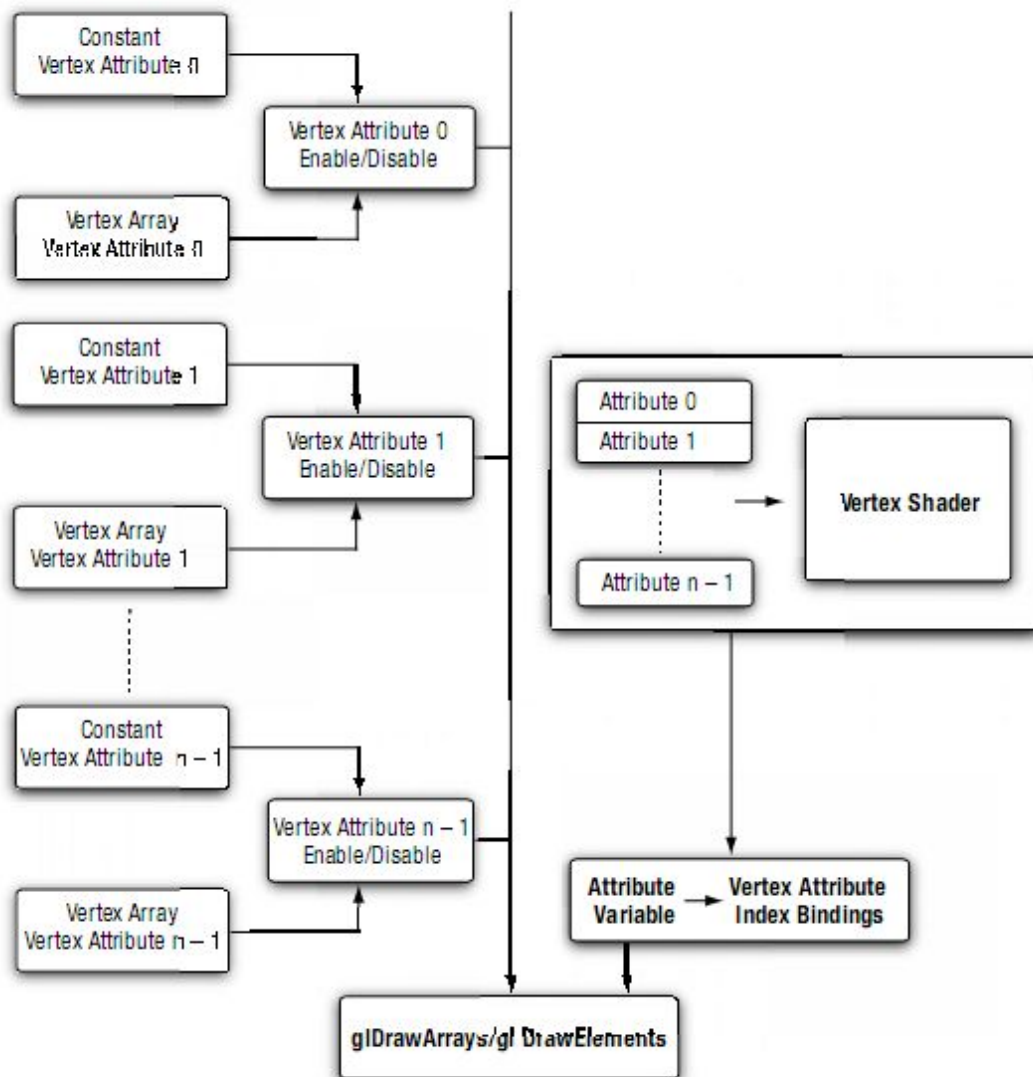 Constant
Vertex Attribute 0
Vertex Attribute 0
Enable/Disable
Vertex Array
Vertex Attribute 0
Constant
Vertex Attribute 1
Vertex Attribute 1
Enable/Disable
Vertex Array
Vertex Attribute 1
Constant
Vertex Attribute n – 1
Vertex Attribute n – 1
Enable/Disable
Vertex Array
Vertex Attribute n – 1
Attribute 0
Attribute 1
Attribute n – 1
Vertex Shader
Attribute Variable
Vertex Attribute Index Bindings
glDrawArrays/gl DrawElements